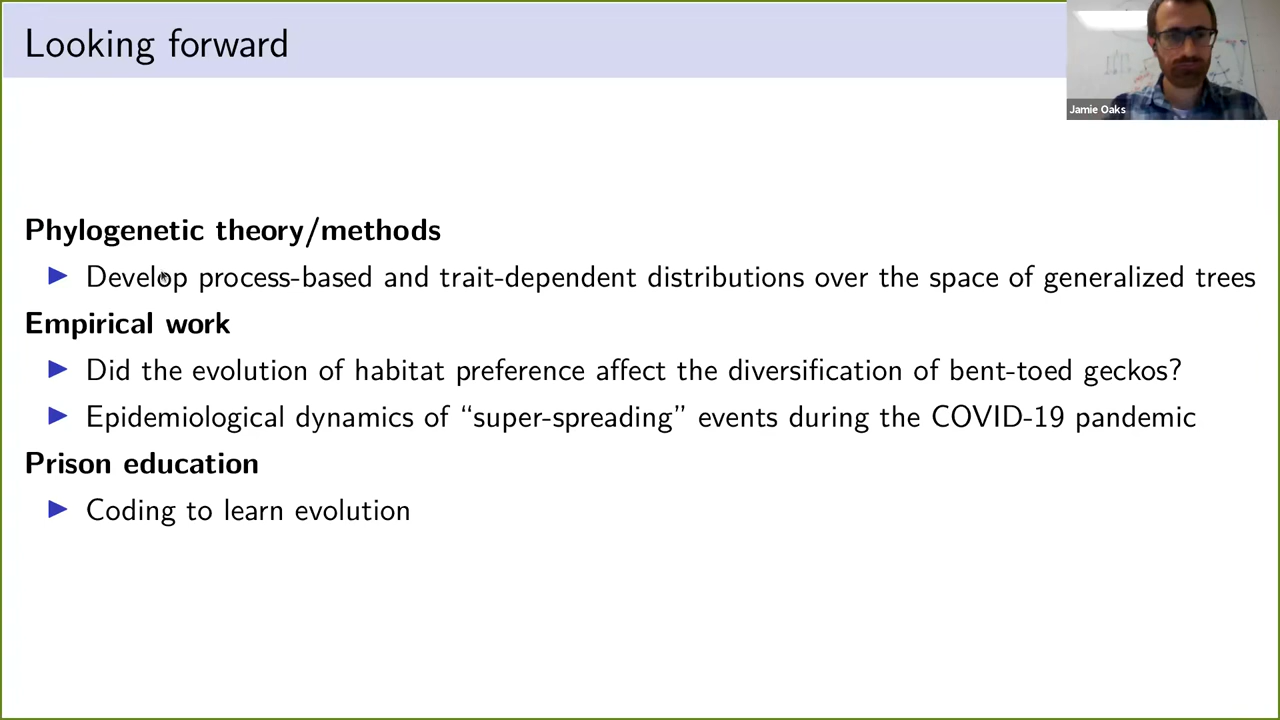 Looking forward
Jamie Oaks
Phylogenetic theory/methods
Develop process-based and trait-dependent distributions over the space of generalized trees
Empirical work
Did the evolution of habitat preference affect the diversification of bent-toed geckos?
Epidemiological dynamics of “super-spreading” events during the COVID-19 pandemic
Prison education
Coding to learn evolution